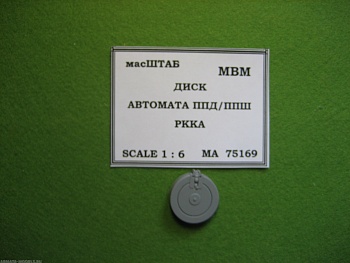 масШТАБ МВМ
ДИСК
АВТОМАТА ППД/ППШ
РККА
SCALE 1 : 6 МА 75169